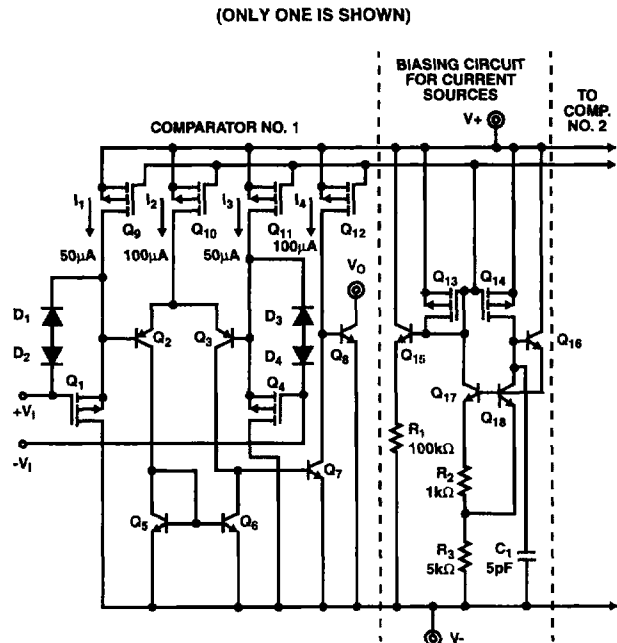 (ONLY ONE IS SHOWN)
BIASING CIRCUIT
FOR CURRENT
SOURCES
TO
COMP.
NO. 2
COMPARATOR NO. 1
V+
I1
I2
I3
I4
Q9
Q10
Q11
Q12
50μA
100μA
50μA
100μA
VO
Q13
Q14
D1
D2
D3
D4
Q2
Q3
Q8
Q15
Q16
Q1
Q4
+VI
-VI
Q17
Q18
R1
100kΩ
R2
1kΩ
Q7
Q5
Q6
R3
5kΩ
C1
5pF
V-